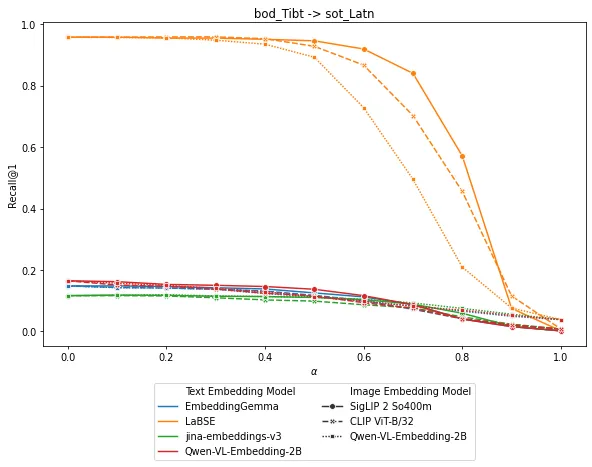 bod_Tibt -> sot_Latn
1.0
0.8
0.6
0.4
0.2
0.0
Recall@1
0.0 0.2 0.4 0.6 0.8 1.0
α
Text Embedding Model
EmbeddingGemma
LaBSE
jina-embeddings-v3
Qwen-VL-Embedding-2B
Image Embedding Model
SigLIP 2 So400m
CLIP ViT-B/32
Qwen-VL-Embedding-2B